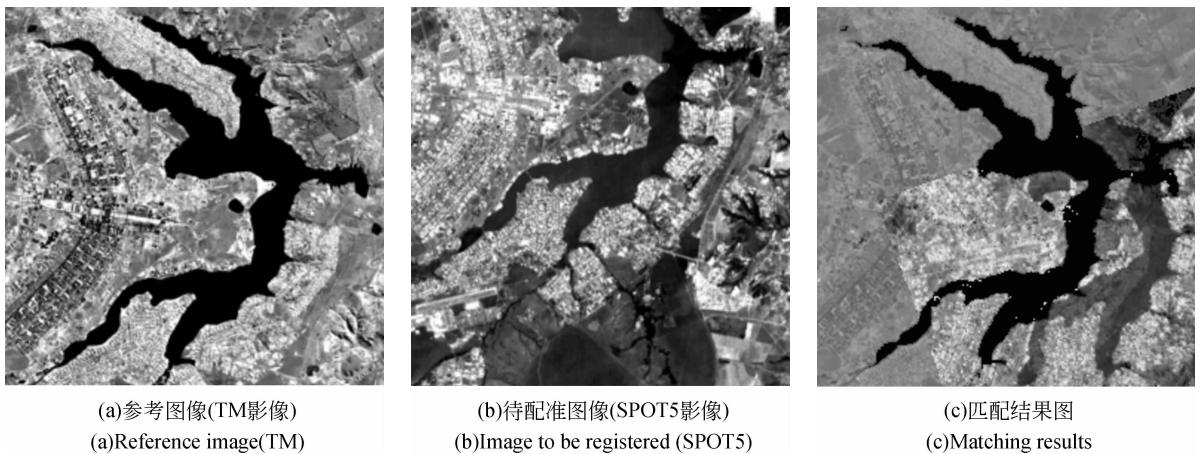 (a)参考图像(TM影像)
(a)Reference image(TM)
(b)待配准图像(SPOT5影像)
(b)Image to be registered (SPOT5)
(c)匹配结果图
(c)Matching results